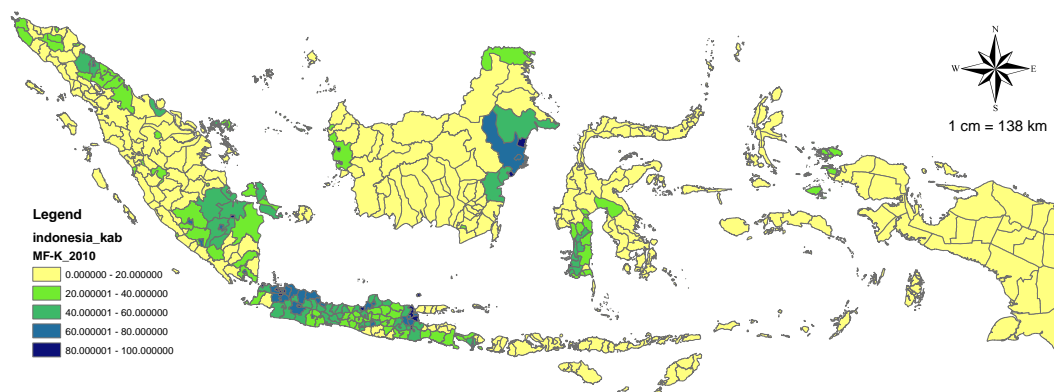 N
W E
S
1 cm = 138 km
Legend
indonesia_kab
MF-K_2010
0.000000 - 20.000000
20.000001 - 40.000000
40.000001 - 60.000000
60.000001 - 80.000000
80.000001 - 100.000000